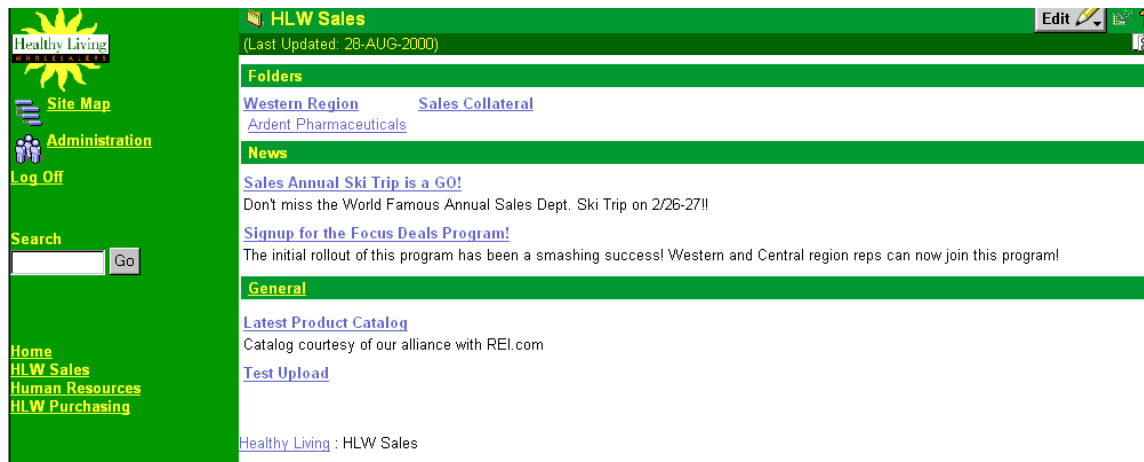 Healthy Living
WHOLESALERS
Site Map
Administration
Log Off
Search
Go
Home
HLW Sales
Human Resources
HLW Purchasing
HLW Sales
Edit
(Last Updated: 28-AUG-2000)
Folders
Western Region Sales Collateral
Ardent Pharmaceuticals
News
Sales Annual Ski Trip is a GO!
Don't miss the World Famous Annual Sales Dept. Ski Trip on 2/26-27!!
Signup for the Focus Deals Program!
The initial rollout of this program has been a smashing success! Western and Central region reps can now join this program!
General
Latest Product Catalog
Catalog courtesy of our alliance with REI.com
Test Upload
Healthy Living : HLW Sales